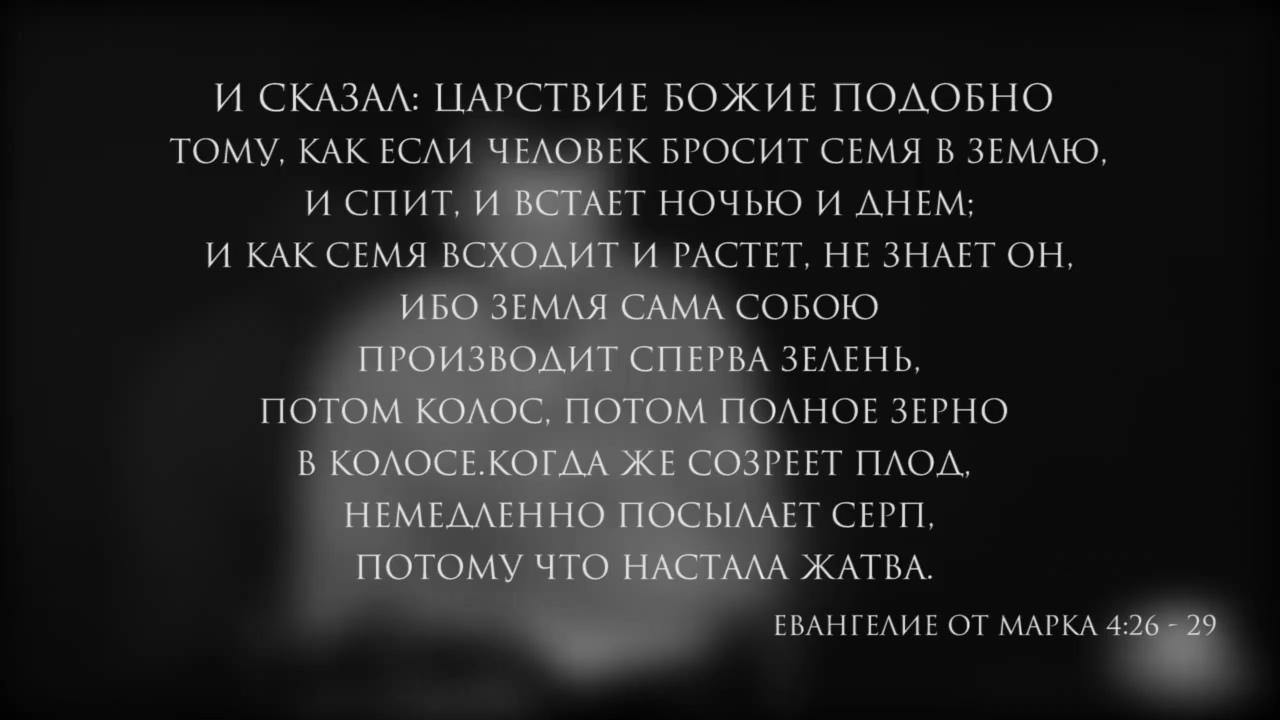 И СКАЗАЛ: ЦАРСТВИЕ БОЖИЕ ПОДОБНО
ТОМУ, КАК ЕСЛИ ЧЕЛОВЕК БРОСИТ СЕМЯ В ЗЕМЛЮ,
И СПИТ, И ВСТАЕТ НОЧЬЮ И ДНЕМ;
И КАК СЕМЯ ВСХОДИТ И РАСТЕТ, НЕ ЗНАЕТ ОН,
ИБО ЗЕМЛЯ САМА СОБОЮ
ПРОИЗВОДИТ СПЕРВА ЗЕЛЕНЬ,
ПОТОМ КОЛОС, ПОТОМ ПОЛНОЕ ЗЕРНО
В КОЛОСЕ.КОГДА ЖЕ СОЗРЕЕТ ПЛОД,
НЕМЕДЛЕННО ПОСЫЛАЕТ СЕРП,
ПОТОМУ ЧТО НАСТАЛА ЖАТВА.
ЕВАНГЕЛИЕ ОТ МАРКА 4:26 - 29